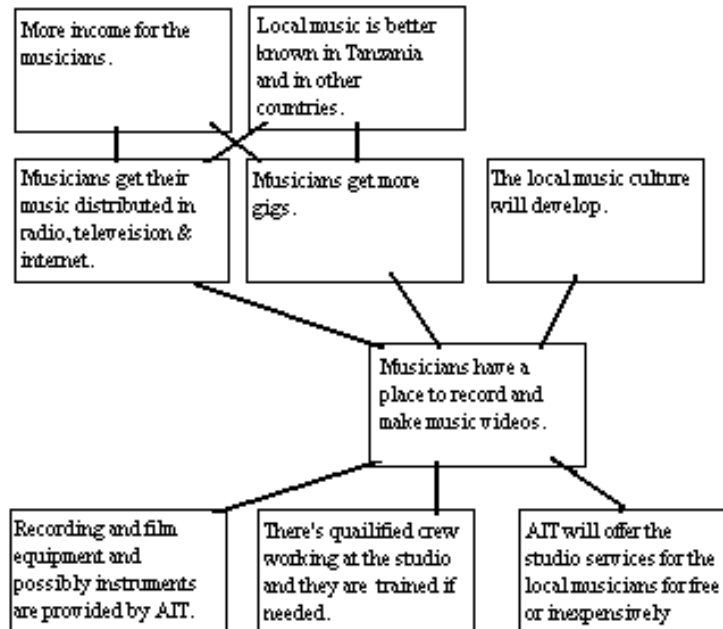 More income for the
musicians.
Local music is better
known in Tanzania
and in other
countries.
Musicians get their
music distributed in
radio, televeision &
internet.
Musicians get more
gigs.
The local music culture
will develop.
Musicians have a
place to record and
make music videos.
Recording and film
equipment and
possibly instruments
are provided by AIT.
There's quailified crew
working at the studio
and they are trained if
needed.
AIT will offer the
studio services for the
local musicians for free
or inexpensively